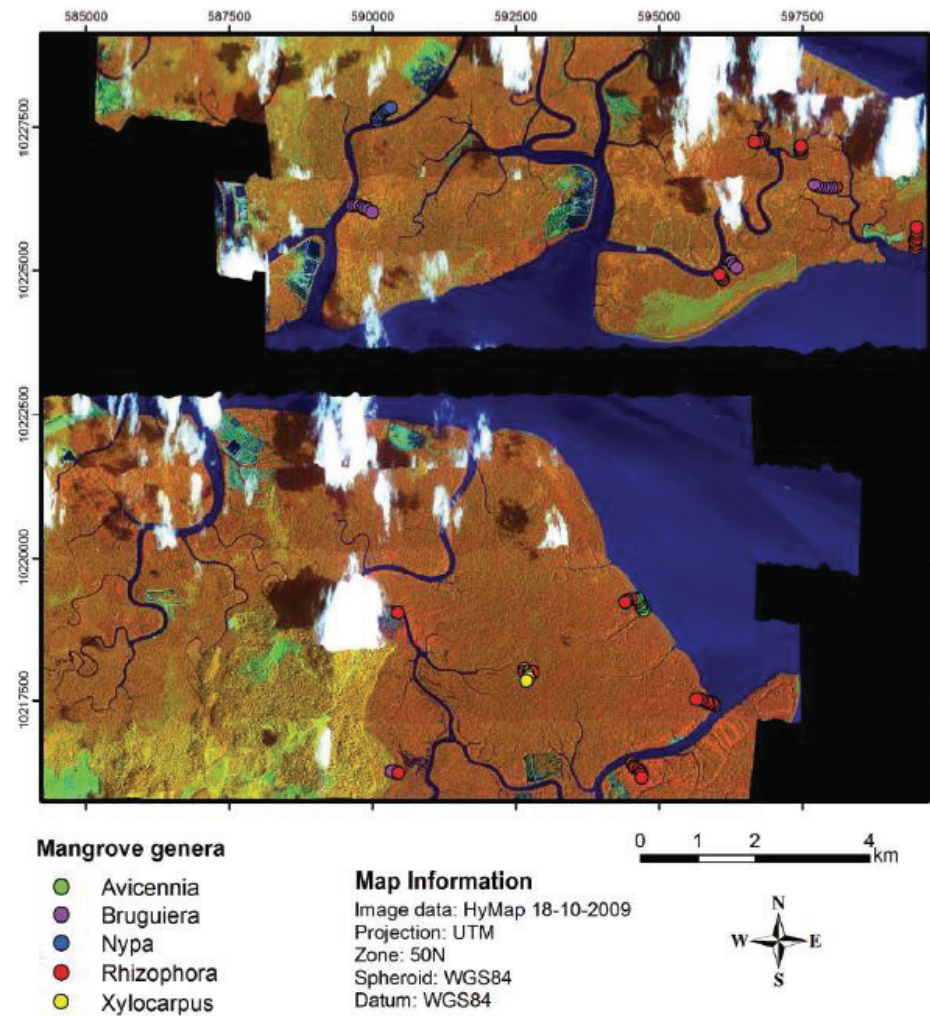 585000 587500 590000 592500 595000 597500
10227500
10225000
10222500
10220000
10217500
Mangrove genera
Avicennia
Bruguiera
Nypa
Rhizophora
Xylocarpus
Map Information
Image data: HyMap 18-10-2009
Projection: UTM
Zone: 50N
Spheroid: WGS84
Datum: WGS84
0 1 2 4
km
N
W E
S